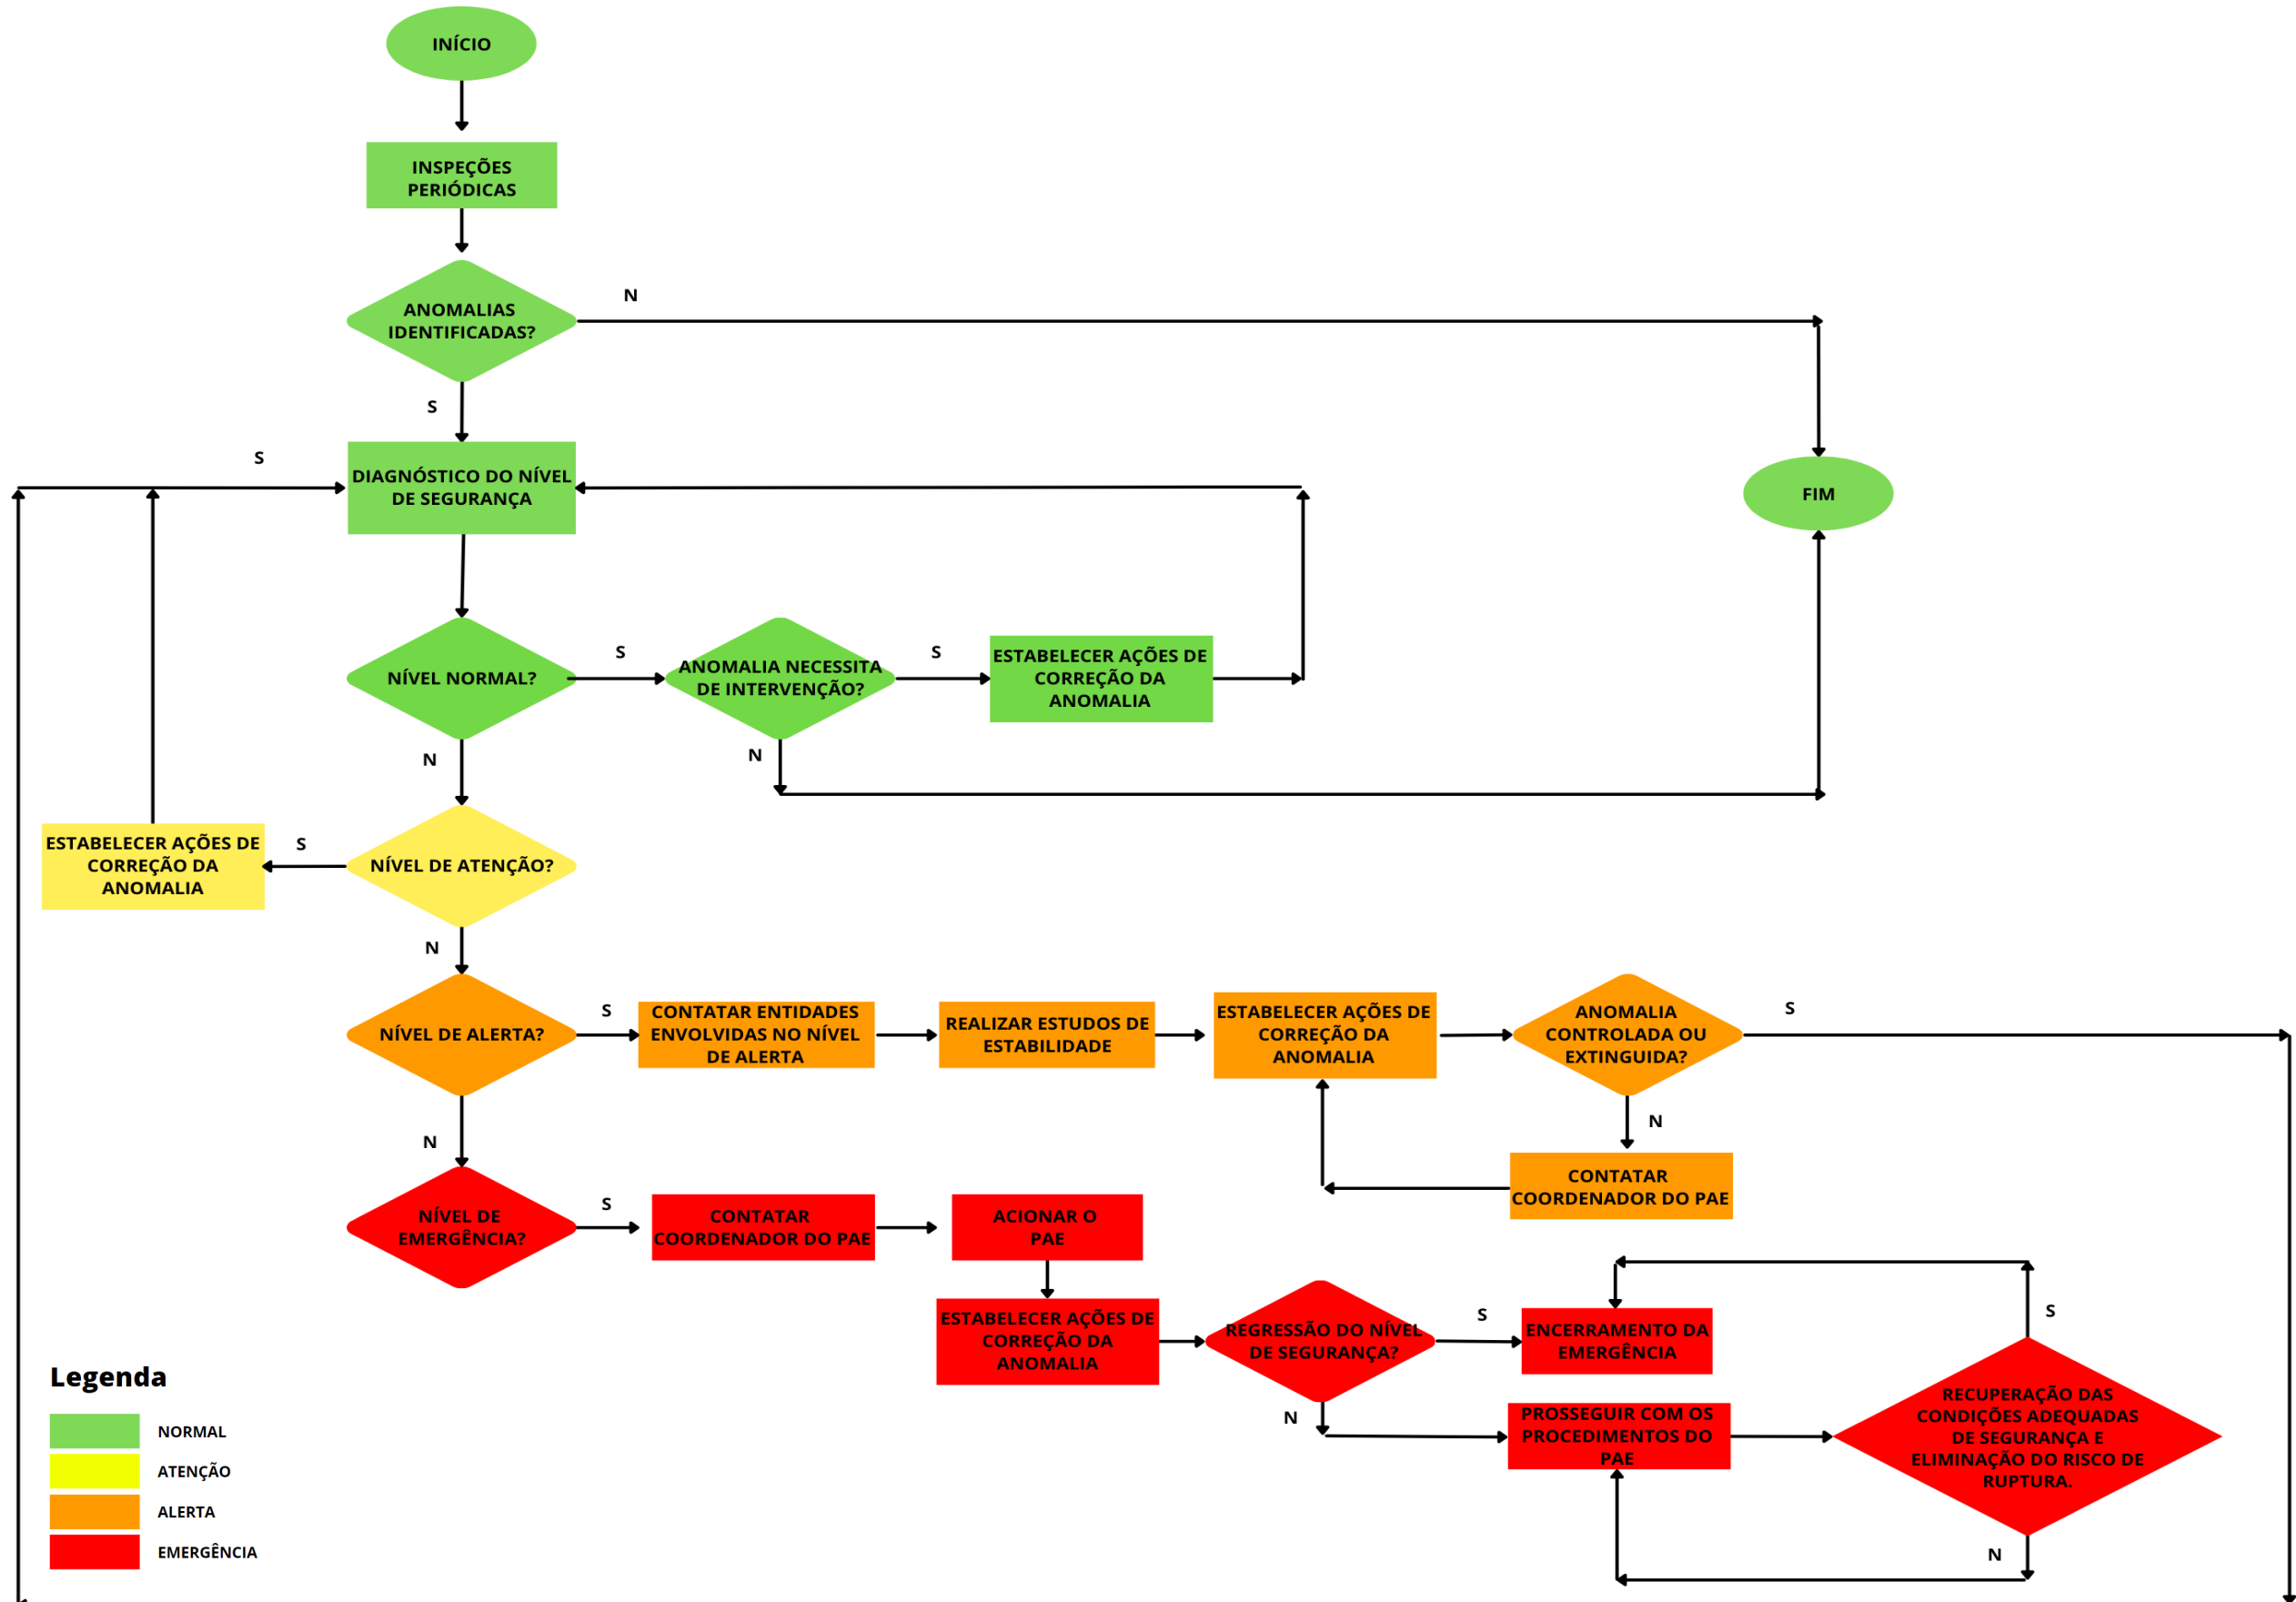 INÍCIO
INSPEÇÕES
PERIÓDICAS
ANOMALIAS
IDENTIFICADAS?
N
S
DIAGNÓSTICO DO NÍVEL
DE SEGURANÇA
S
FIM
NÍVEL NORMAL?
S
ANOMALIA NECESSITA
DE INTERVENÇÃO?
S
ESTABELECER AÇÕES DE
CORREÇÃO DA
ANOMALIA
N
N
NÍVEL DE ATENÇÃO?
S
ESTABELECER AÇÕES DE
CORREÇÃO DA
ANOMALIA
N
NÍVEL DE ALERTA?
S
CONTATAR ENTIDADES
ENVOLVIDAS NO NÍVEL
DE ALERTA
REALIZAR ESTUDOS DE
ESTABILIDADE
ESTABELECER AÇÕES DE
CORREÇÃO DA
ANOMALIA
ANOMALIA
CONTROLADA OU
EXTINGUIDA?
S
N
CONTATAR
COORDENADOR DO PAE
N
NÍVEL DE
EMERGÊNCIA?
S
CONTATAR
COORDENADOR DO PAE
ACIONAR O
PAE
ESTABELECER AÇÕES DE
CORREÇÃO DA
ANOMALIA
REGRESSÃO DO NÍVEL
DE SEGURANÇA?
S
ENCERRAMENTO DA
EMERGÊNCIA
N
PROSSEGUIR COM OS
PROCEDIMENTOS DO
PAE
RECUPERAÇÃO DAS
CONDIÇÕES ADEQUADAS
DE SEGURANÇA E
ELIMINAÇÃO DO RISCO DE
RUPTURA.
S
N
Legenda
NORMAL
ATENÇÃO
ALERTA
EMERGÊNCIA